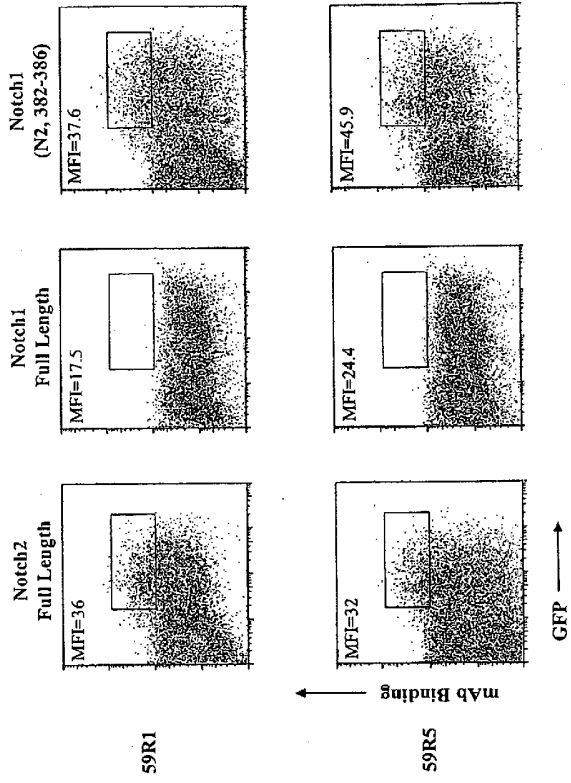 Notch2
Full Length
Notch1
Full Length
Notch1
(N2, 382-386)
59R1
MFI=36
MFI=17.5
MFI=37.6
59R5
MFI=32
MFI=24.4
MFI=45.9
mAb Binding
GFP